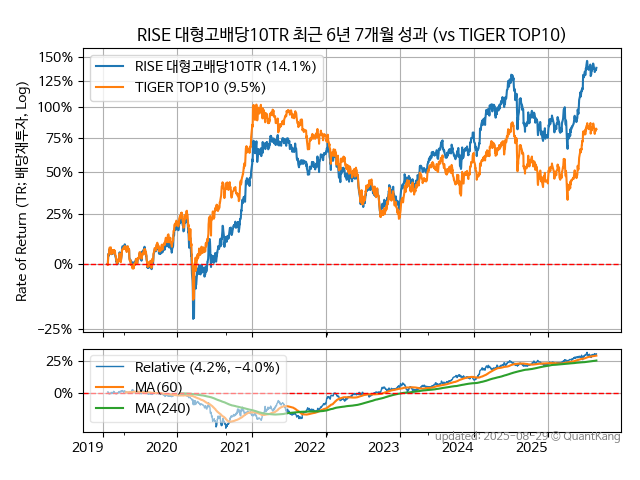 RISE 대형고배당10TR 최근 6년 7개월 성과 (vs TIGER TOP10)
Rate of Return (TR: 배당재투자, Log)
150%
125%
100%
75%
50%
25%
0%
−25%
RISE 대형고배당10TR (14.1%)
TIGER TOP10 (9.5%)
25%
0%
Relative (4.2%, −4.0%)
MA(60)
MA(240)
2019 2020 2021 2022 2023 2024 2025
updated: 2025-08-29 © QuantKang